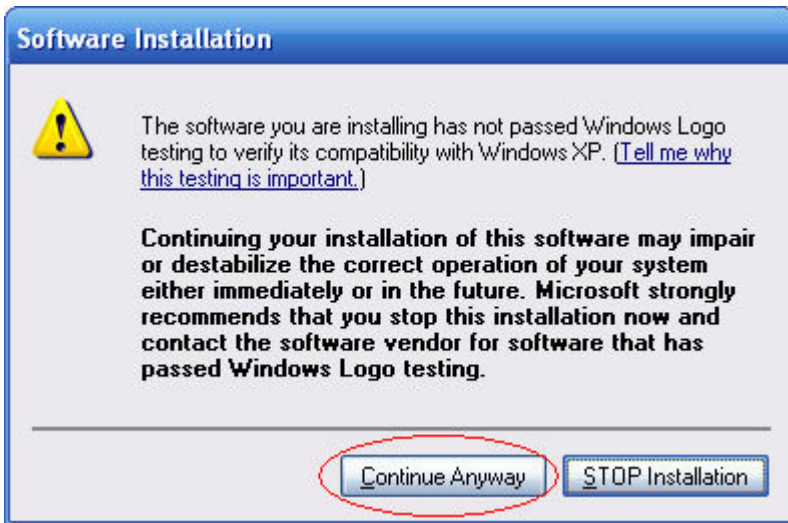 Software Installation
The software you are installing has not passed Windows Logo
testing to verify its compatibility with Windows XP. (Tell me why
this testing is important.)
Continuing your installation of this software may impair
or destabilize the correct operation of your system
either immediately or in the future. Microsoft strongly
recommends that you stop this installation now and
contact the software vendor for software that has
passed Windows Logo testing.
Continue Anyway
STOP Installation